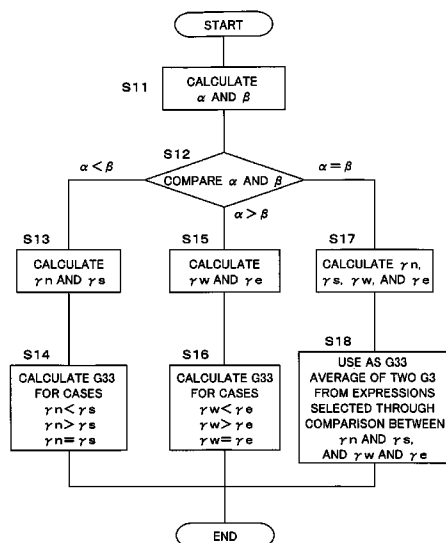 START
S11
CALCULATE
α AND β
S12
α<β
COMPARE α AND β
α=β
α>β
S13
CALCULATE
γn AND γs
S15
CALCULATE
γw AND γe
S17
CALCULATE γn,
γs, γw, AND γe
S14
CALCULATE G33
FOR CASES
γn<γs
γn>γs
γn=γs
S16
CALCULATE G33
FOR CASES
γw<γe
γw>γe
γw=γe
S18
USE AS G33
AVERAGE OF TWO G3
FROM EXPRESSIONS
SELECTED THROUGH
COMPARISON BETWEEN
γn AND γs,
AND γw AND γe
END